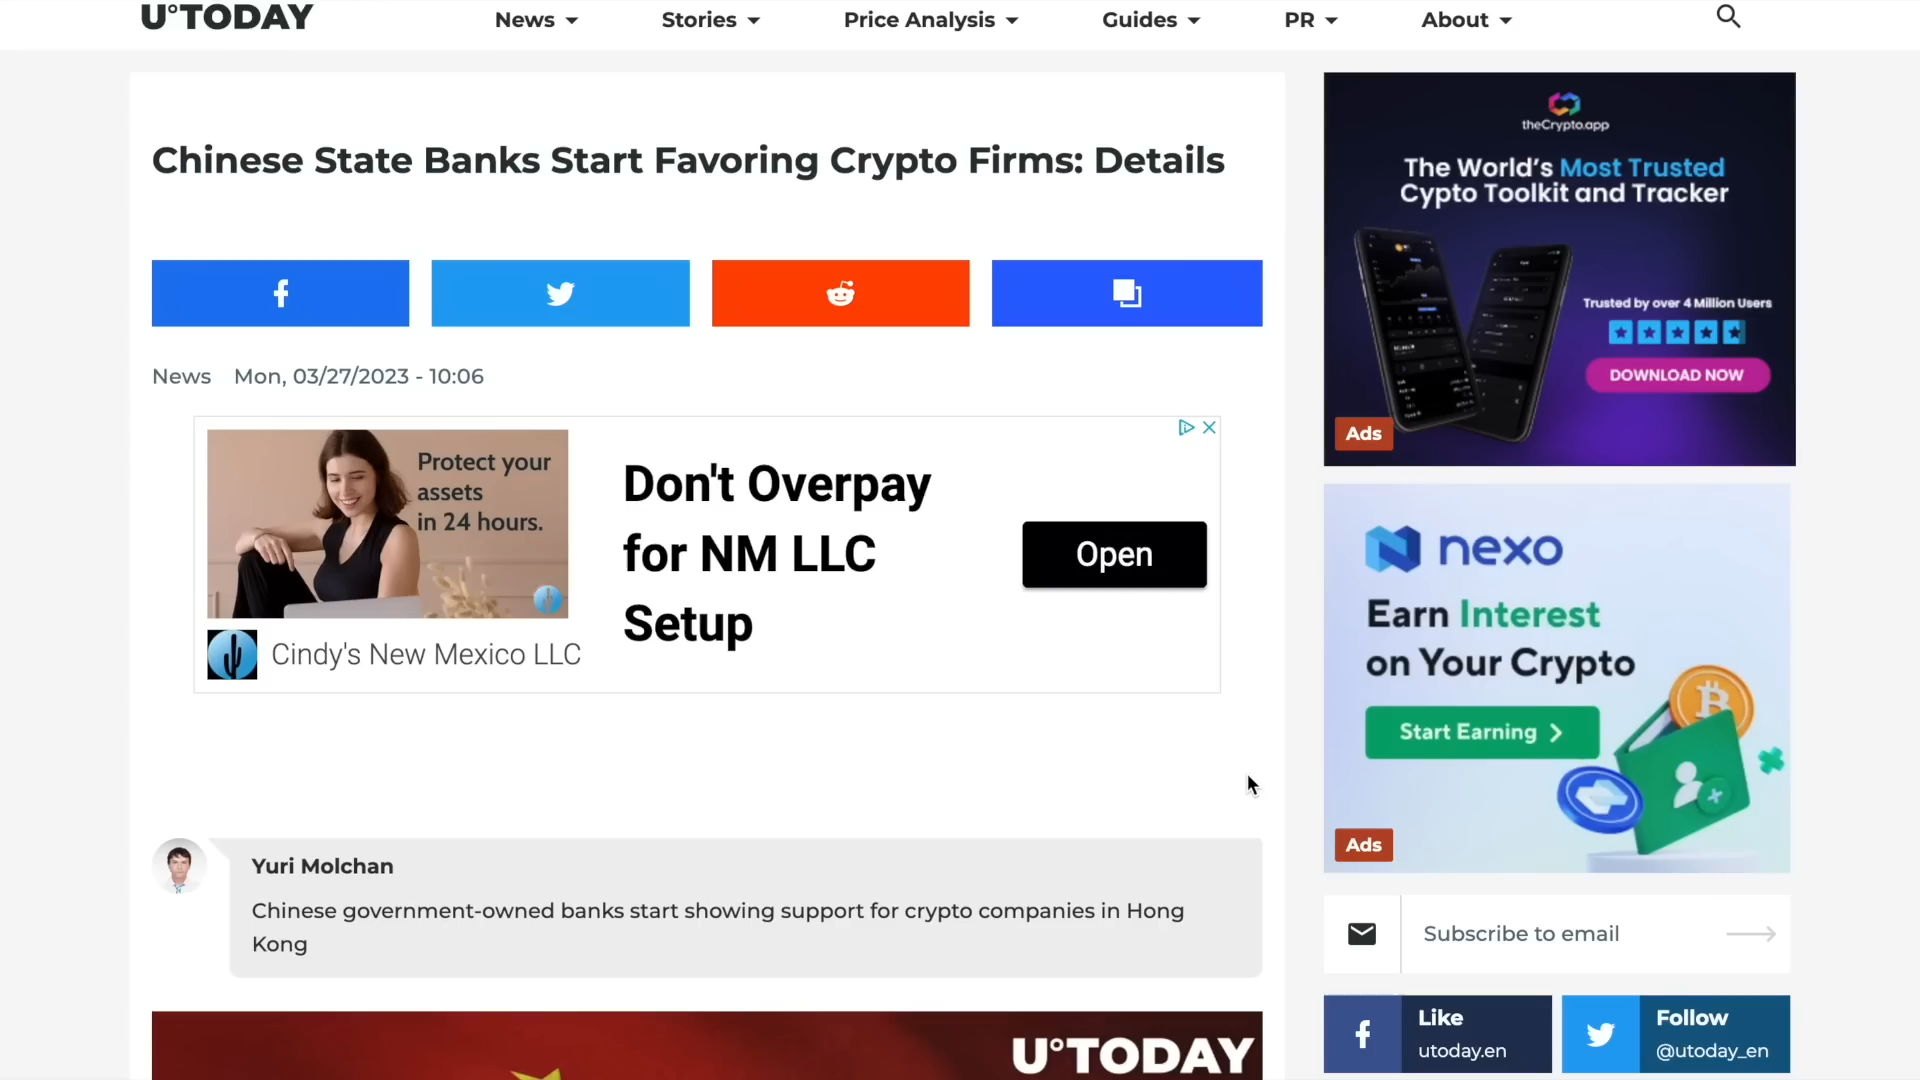 U°TODAY
News
Stories
Price Analysis
Guides
PR
About
Chinese State Banks Start Favoring Crypto Firms: Details
News Mon, 03/27/2023 - 10:06
Protect your
assets
in 24 hours.
Cindy's New Mexico LLC
Don't Overpay
for NM LLC
Setup
Open
Yuri Molchan
Chinese government-owned banks start showing support for crypto companies in Hong
Kong
U°TODAY
theCrypto.app
The World's Most Trusted
Cypto Toolkit and Tracker
Trusted by over 4 Million Users
DOWNLOAD NOW
Ads
nexo
Earn Interest
on Your Crypto
Start Earning
Ads
Subscribe to email
Like
utoday.en
Follow
@utoday_en